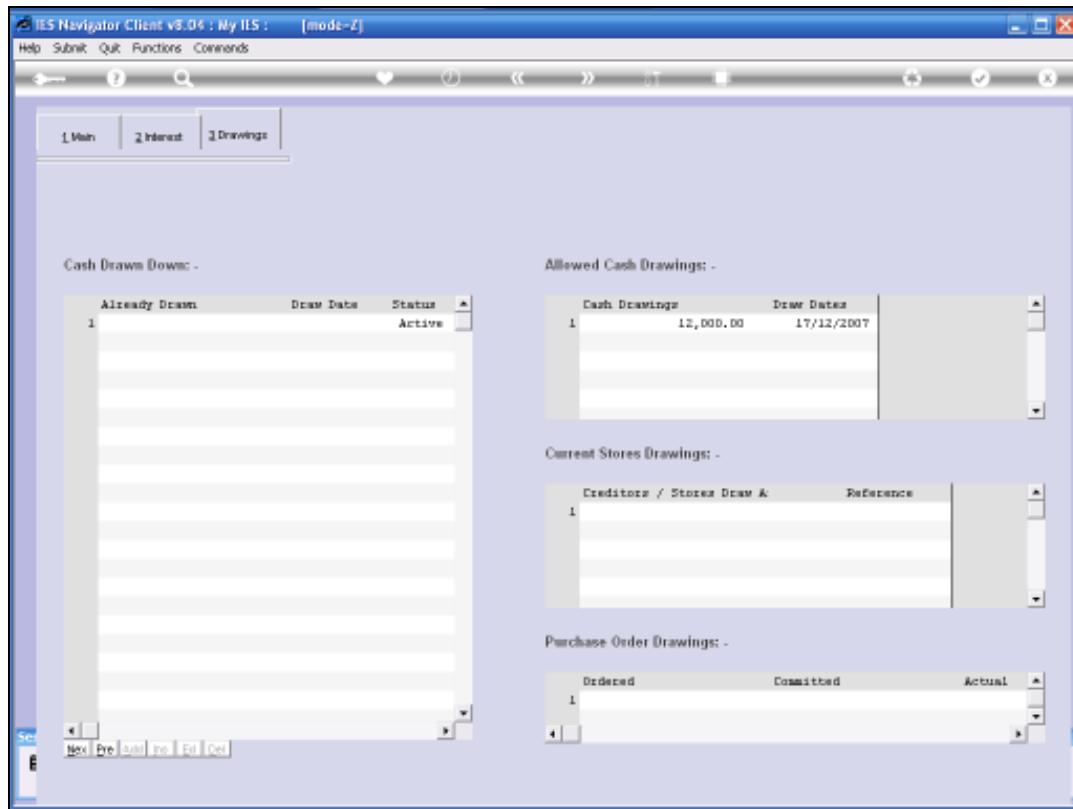 IES Navigator Client v8.04 : My IES : [mode-Z]
Help Submit Quit Functions Commands
1 Main 2 Interest 3 Drawings
Cash Drawn Down: -
Already Drawn Draw Date Status
1 Active
Allowed Cash Drawings: -
Cash Drawings Draw Dates
1 12,000.00 17/12/2007
Current Stores Drawings: -
Creditors / Stores Draw A
Reference
1
Purchase Order Drawings: -
Ordered Committed Actual
1
Nex Pre Add Ins Ed Del